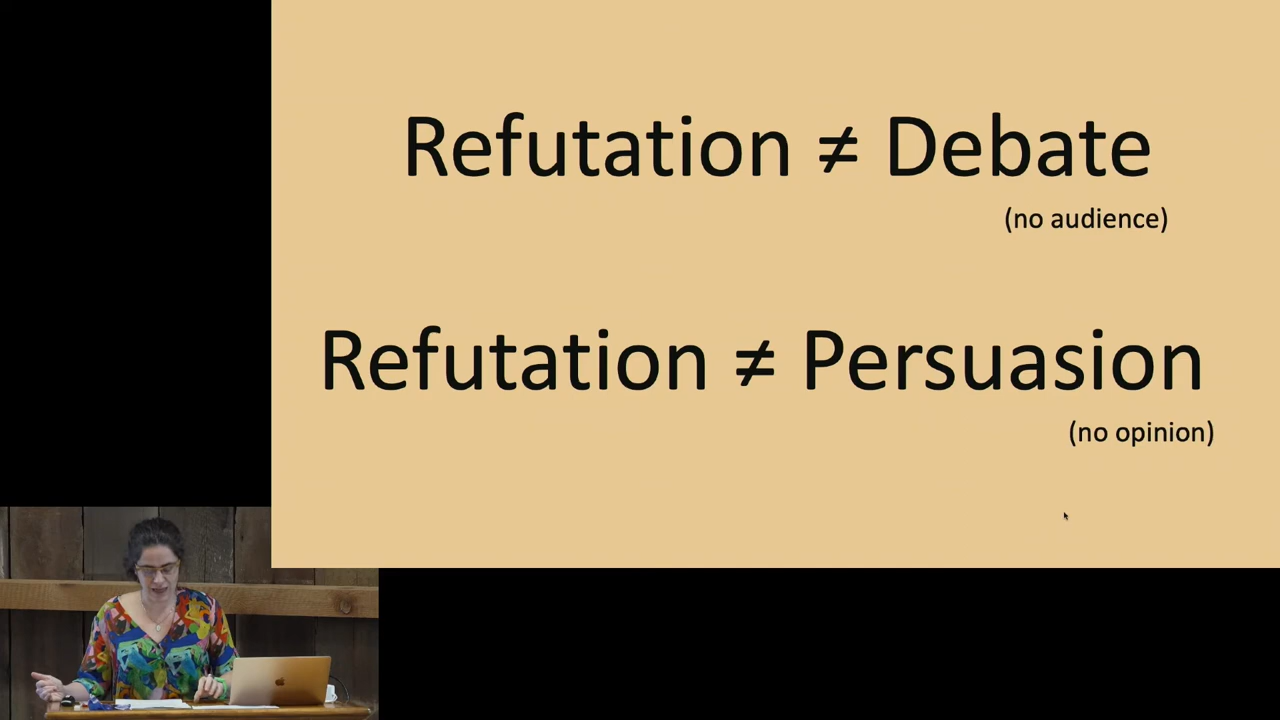 Refutation ≠ Debate
(no audience)
Refutation ≠ Persuasion
(no opinion)